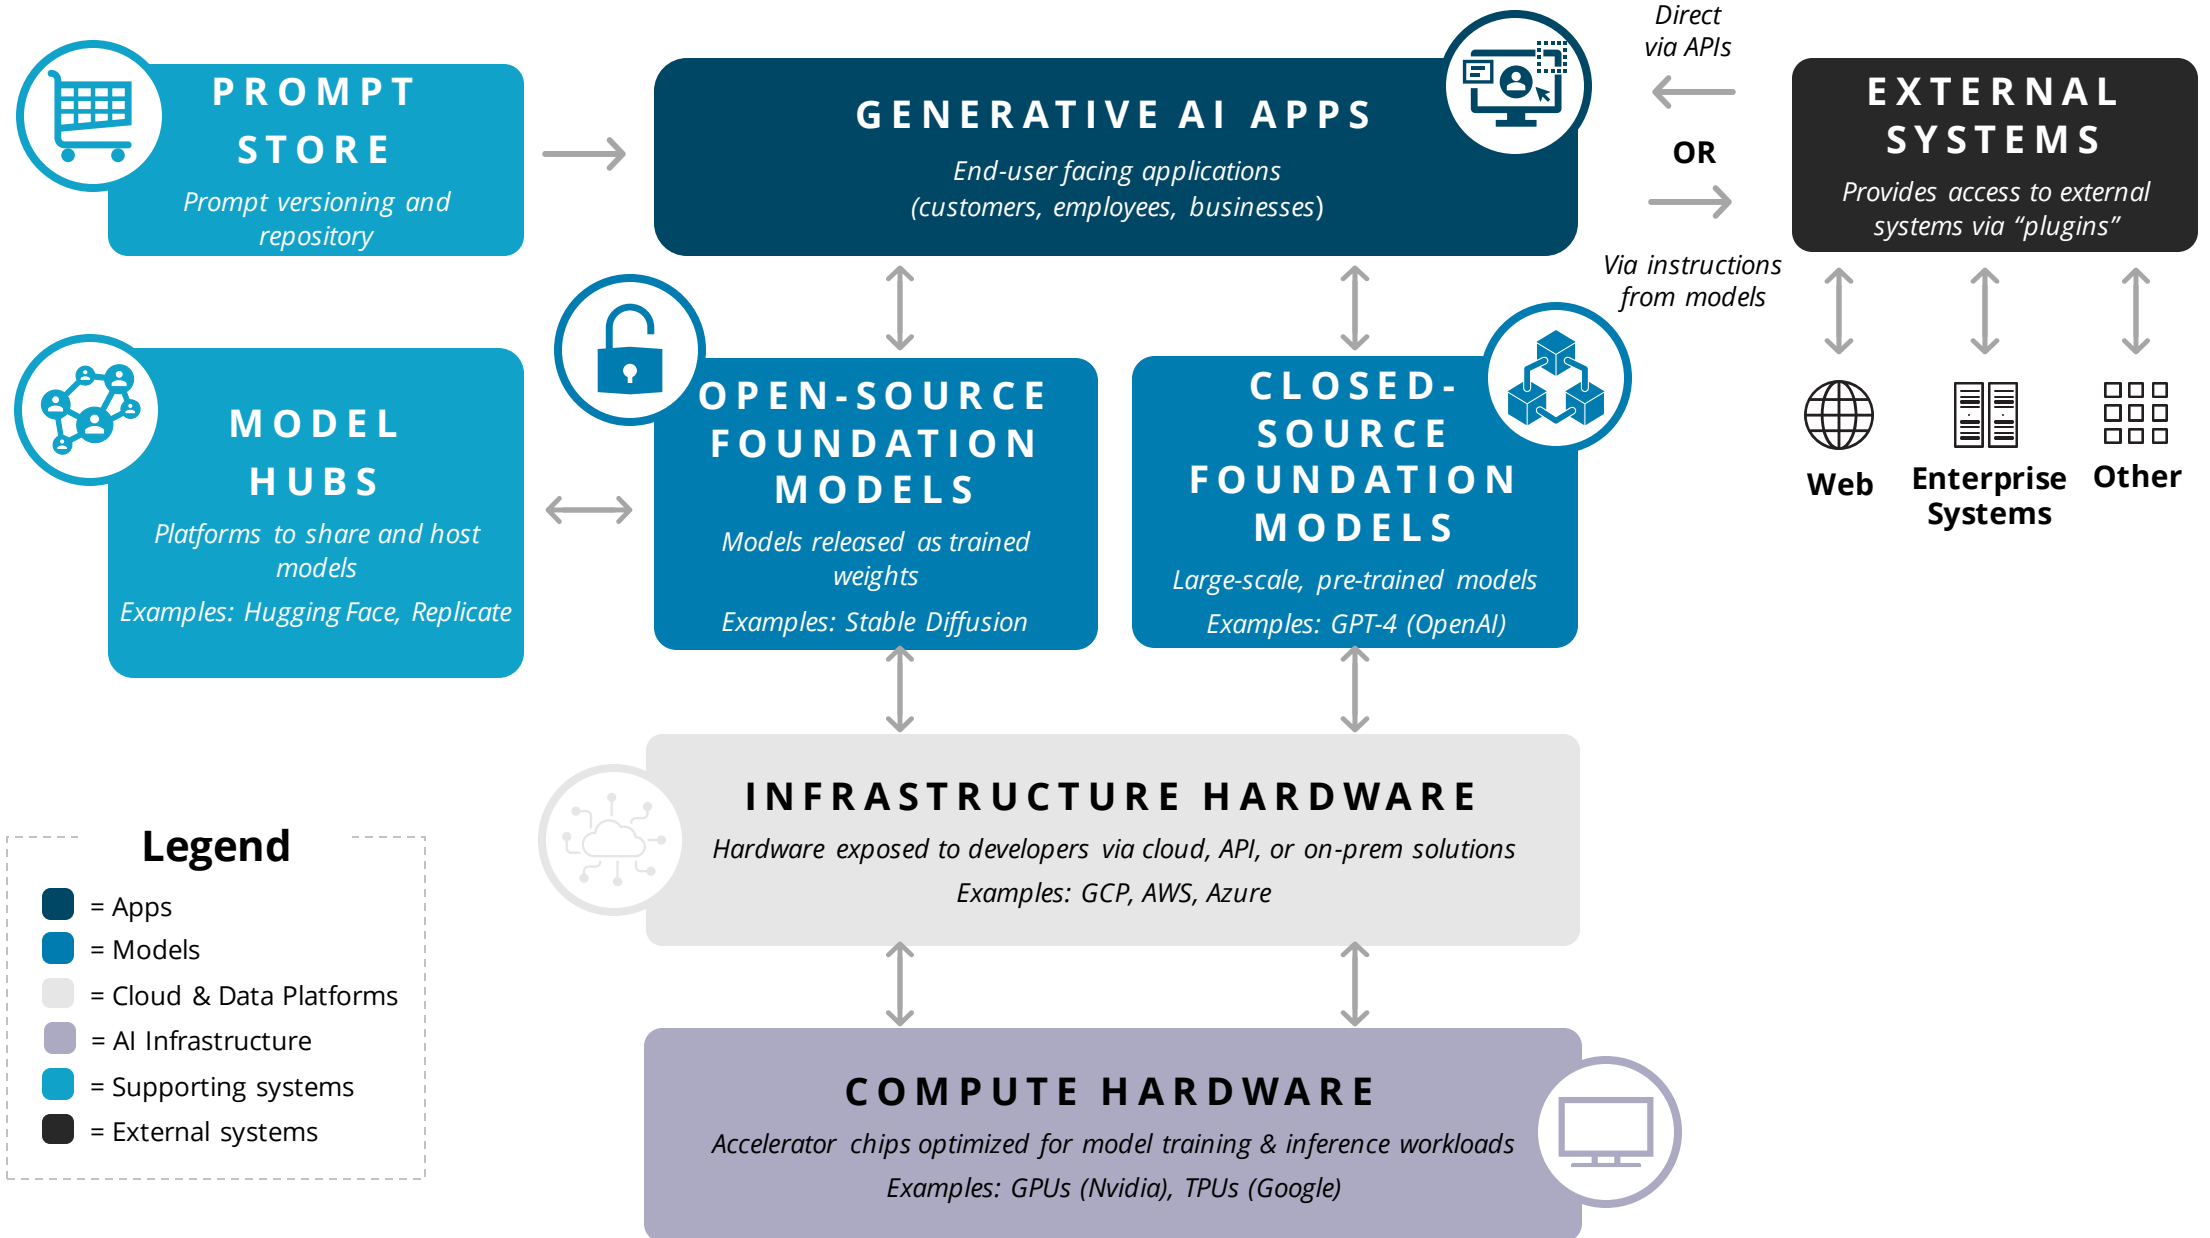 PROMPT
STORE
Prompt versioning and
repository
GENERATIVE AI APPS
End-user facing applications
(customers, employees, businesses)
Direct
via APIs
OR
Via instructions
from models
EXTERNAL
SYSTEMS
Provides access to external
systems via “plugins”
Web
Enterprise
Systems
Other
MODEL
HUBS
Platforms to share and host
models
Examples: Hugging Face, Replicate
OPEN-SOURCE
FOUNDATION
MODELS
Models released as trained
weights
Examples: Stable Diffusion
CLOSED-
SOURCE
FOUNDATION
MODELS
Large-scale, pre-trained models
Examples: GPT-4 (OpenAI)
INFRASTRUCTURE HARDWARE
Hardware exposed to developers via cloud, API, or on-prem solutions
Examples: GCP, AWS, Azure
COMPUTE HARDWARE
Accelerator chips optimized for model training & inference workloads
Examples: GPUs (Nvidia), TPUs (Google)
Legend
= Apps
= Models
= Cloud & Data Platforms
= AI Infrastructure
= Supporting systems
= External systems